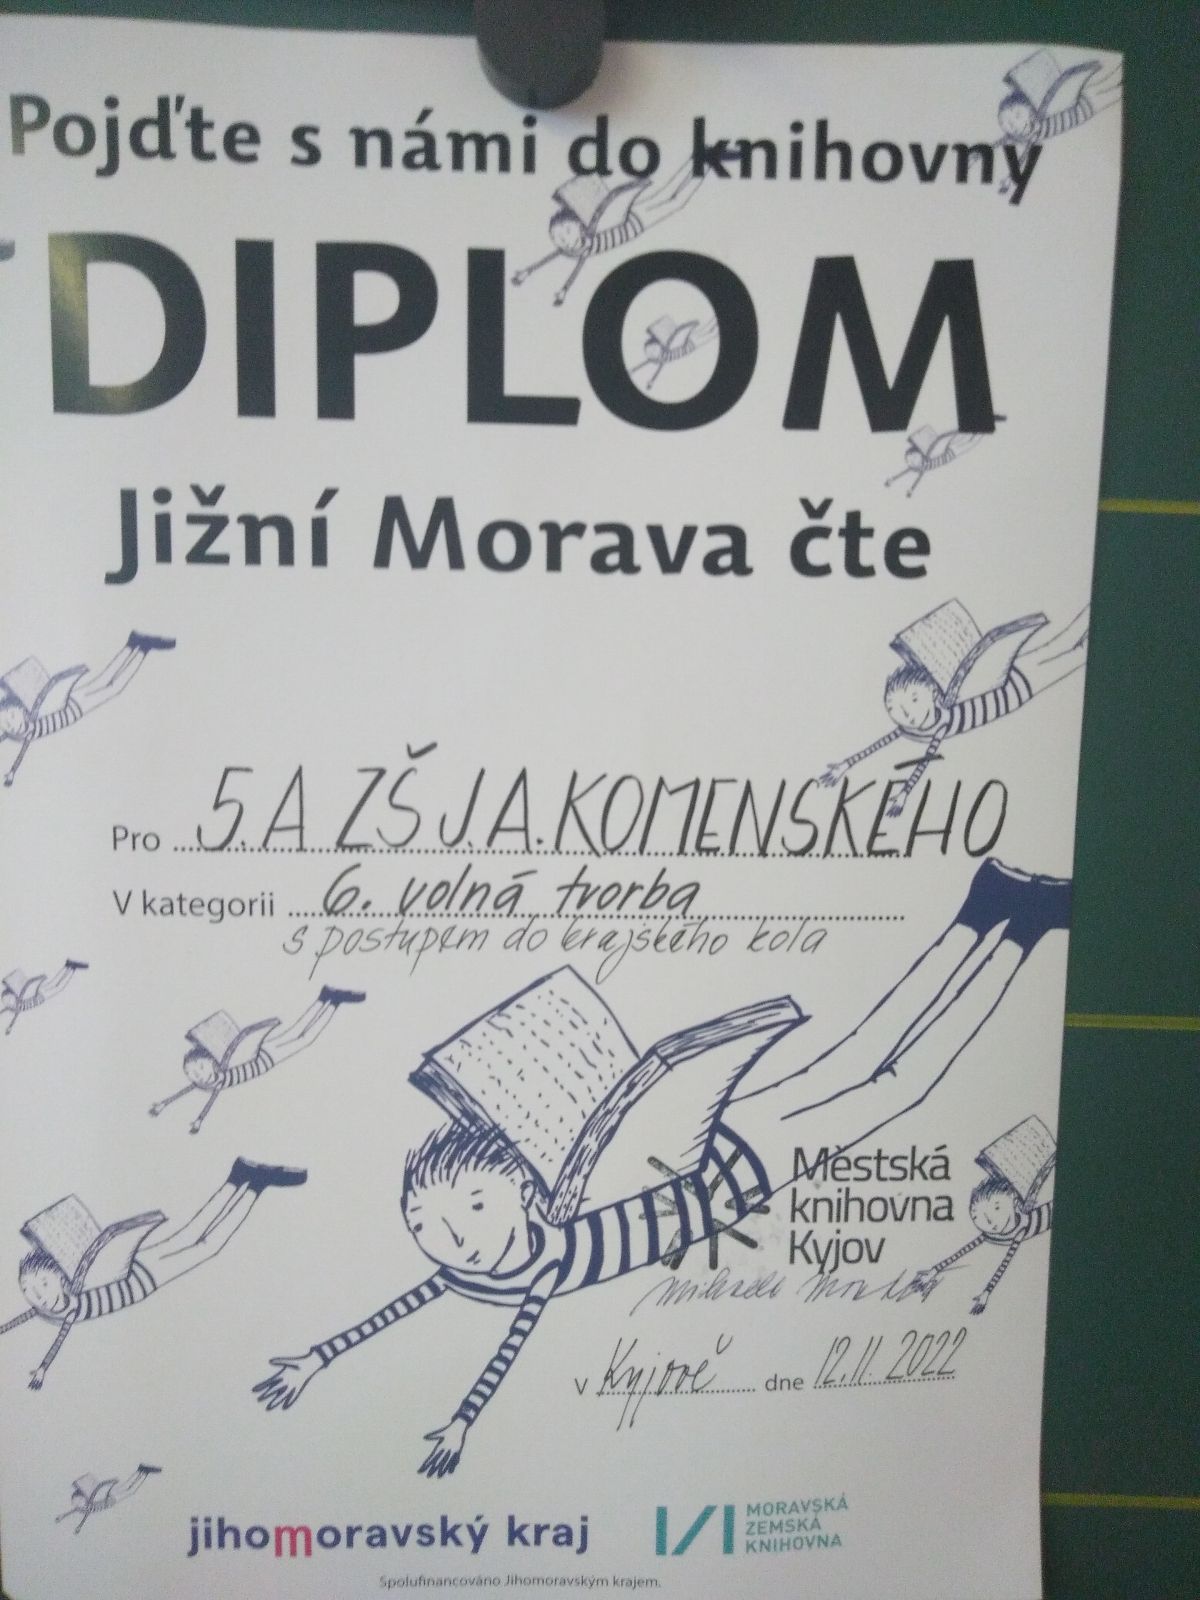 Pojďte s námi do knihovny
DIPLOM
Jižní Morava čte
Pro 5.A ZŠ J.A. KOMENSKÉHO
V kategorii 6. volná tvorba
s postupem do krajského kola
Městská
knihovna
Kyjov
v Kyjově dne 12.11.2022
jihomoravský kraj
MORAVSKÁ
ZEMSKÁ
KNIHOVNA
Spolufinancováno Jihomoravským krajem.